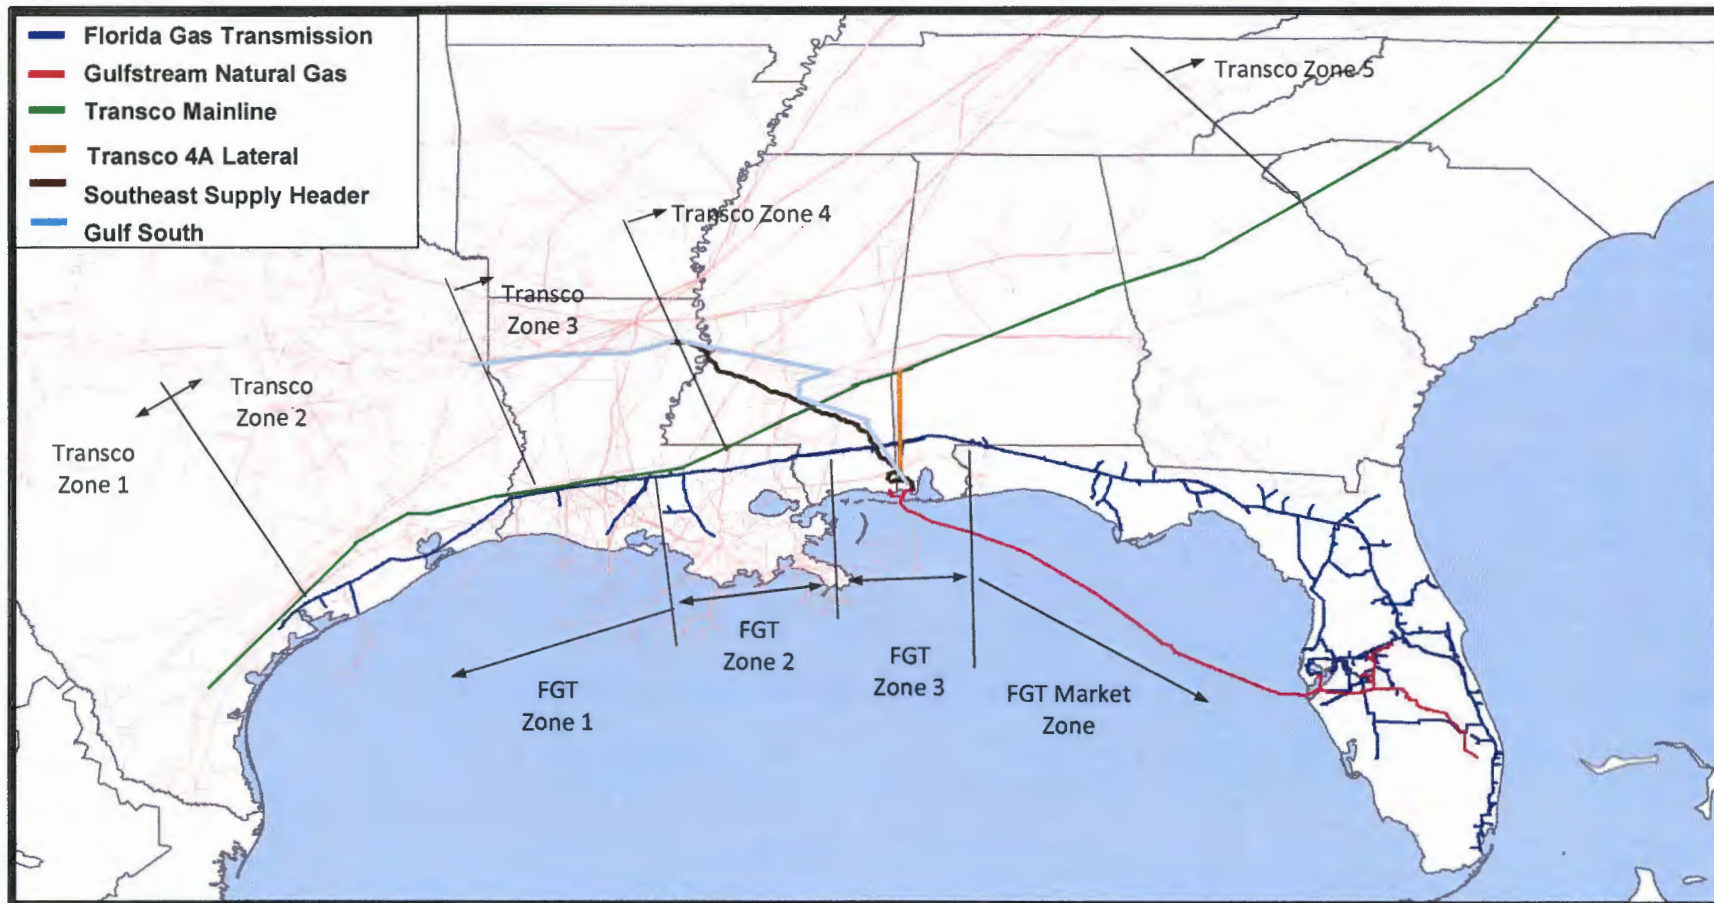 Florida Gas Transmission
Gulfstream Natural Gas
Transco Mainline
Transco 4A Lateral
Southeast Supply Header
Gulf South
Transco Zone 5
Transco Zone 4
Transco
Zone 3
Transco
Zone 2
Transco
Zone 1
FGT
Zone 1
FGT
Zone 2
FGT
Zone 3
FGT Market
Zone